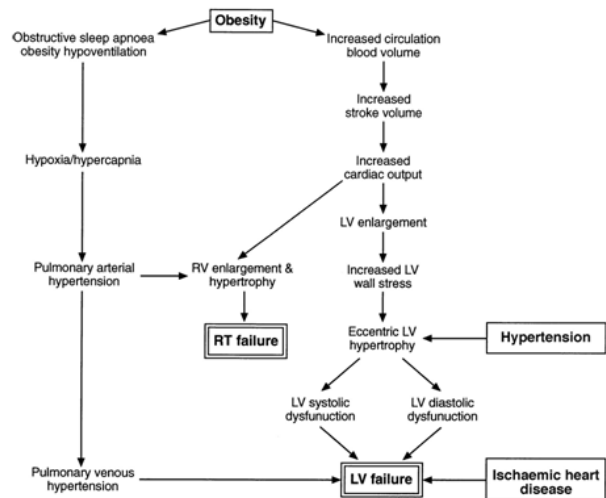 Obesity
Obstructive sleep apnoea
obesity hypoventilation
Increased circulation
blood volume
Increased
stroke volume
Hypoxia/hypercapnia
Increased
cardiac output
LV enlargement
Pulmonary arterial
hypertension
RV enlargement &
hypertrophy
Increased LV
wall stress
RT failure
Eccentric LV
hypertrophy
Hypertension
LV systolic
dysfunuction
LV diastolic
dysfunuction
Pulmonary venous
hypertension
LV failure
Ischaemic heart
disease